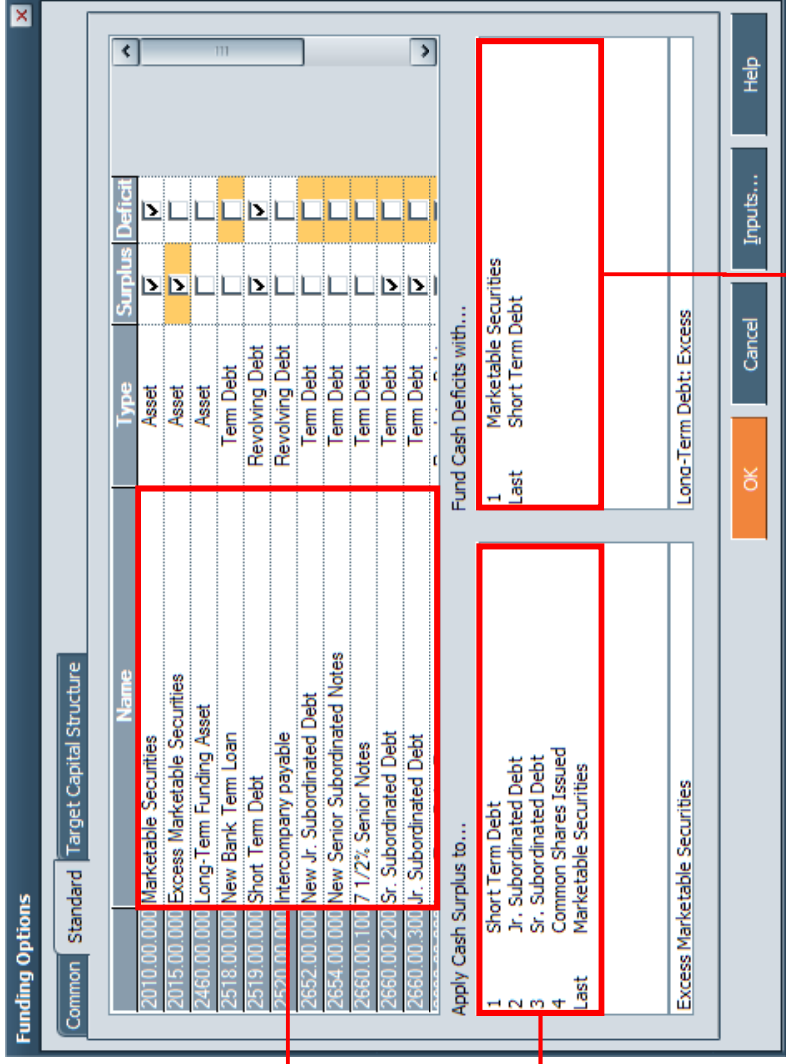 Funding Options
Common Standard Target Capital Structure
Name Type Surplus Deficit
2010.00.000 Marketable Securities Asset
2015.00.000 Excess Marketable Securities Asset
2460.00.000 Long-Term Funding Asset Asset
2518.00.000 New Bank Term Loan Term Debt
2519.00.000 Short Term Debt Revolving Debt
2520.00.000 Intercompany payable Revolving Debt
2652.00.000 New Jr. Subordinated Debt Term Debt
2654.00.000 New Senior Subordinated Notes Term Debt
2660.00.100 7 1/2% Senior Notes Term Debt
2660.00.200 Sr. Subordinated Debt Term Debt
2660.00.300 Jr. Subordinated Debt Term Debt
Apply Cash Surplus to... Fund Cash Deficits with...
1 Short Term Debt 1 Marketable Securities
2 Jr. Subordinated Debt Last Short Term Debt
3 Sr. Subordinated Debt
4 Common Shares Issued
Last Marketable Securities
Excess Marketable Securities Long-Term Debt: Excess
OK Cancel Inputs... Help